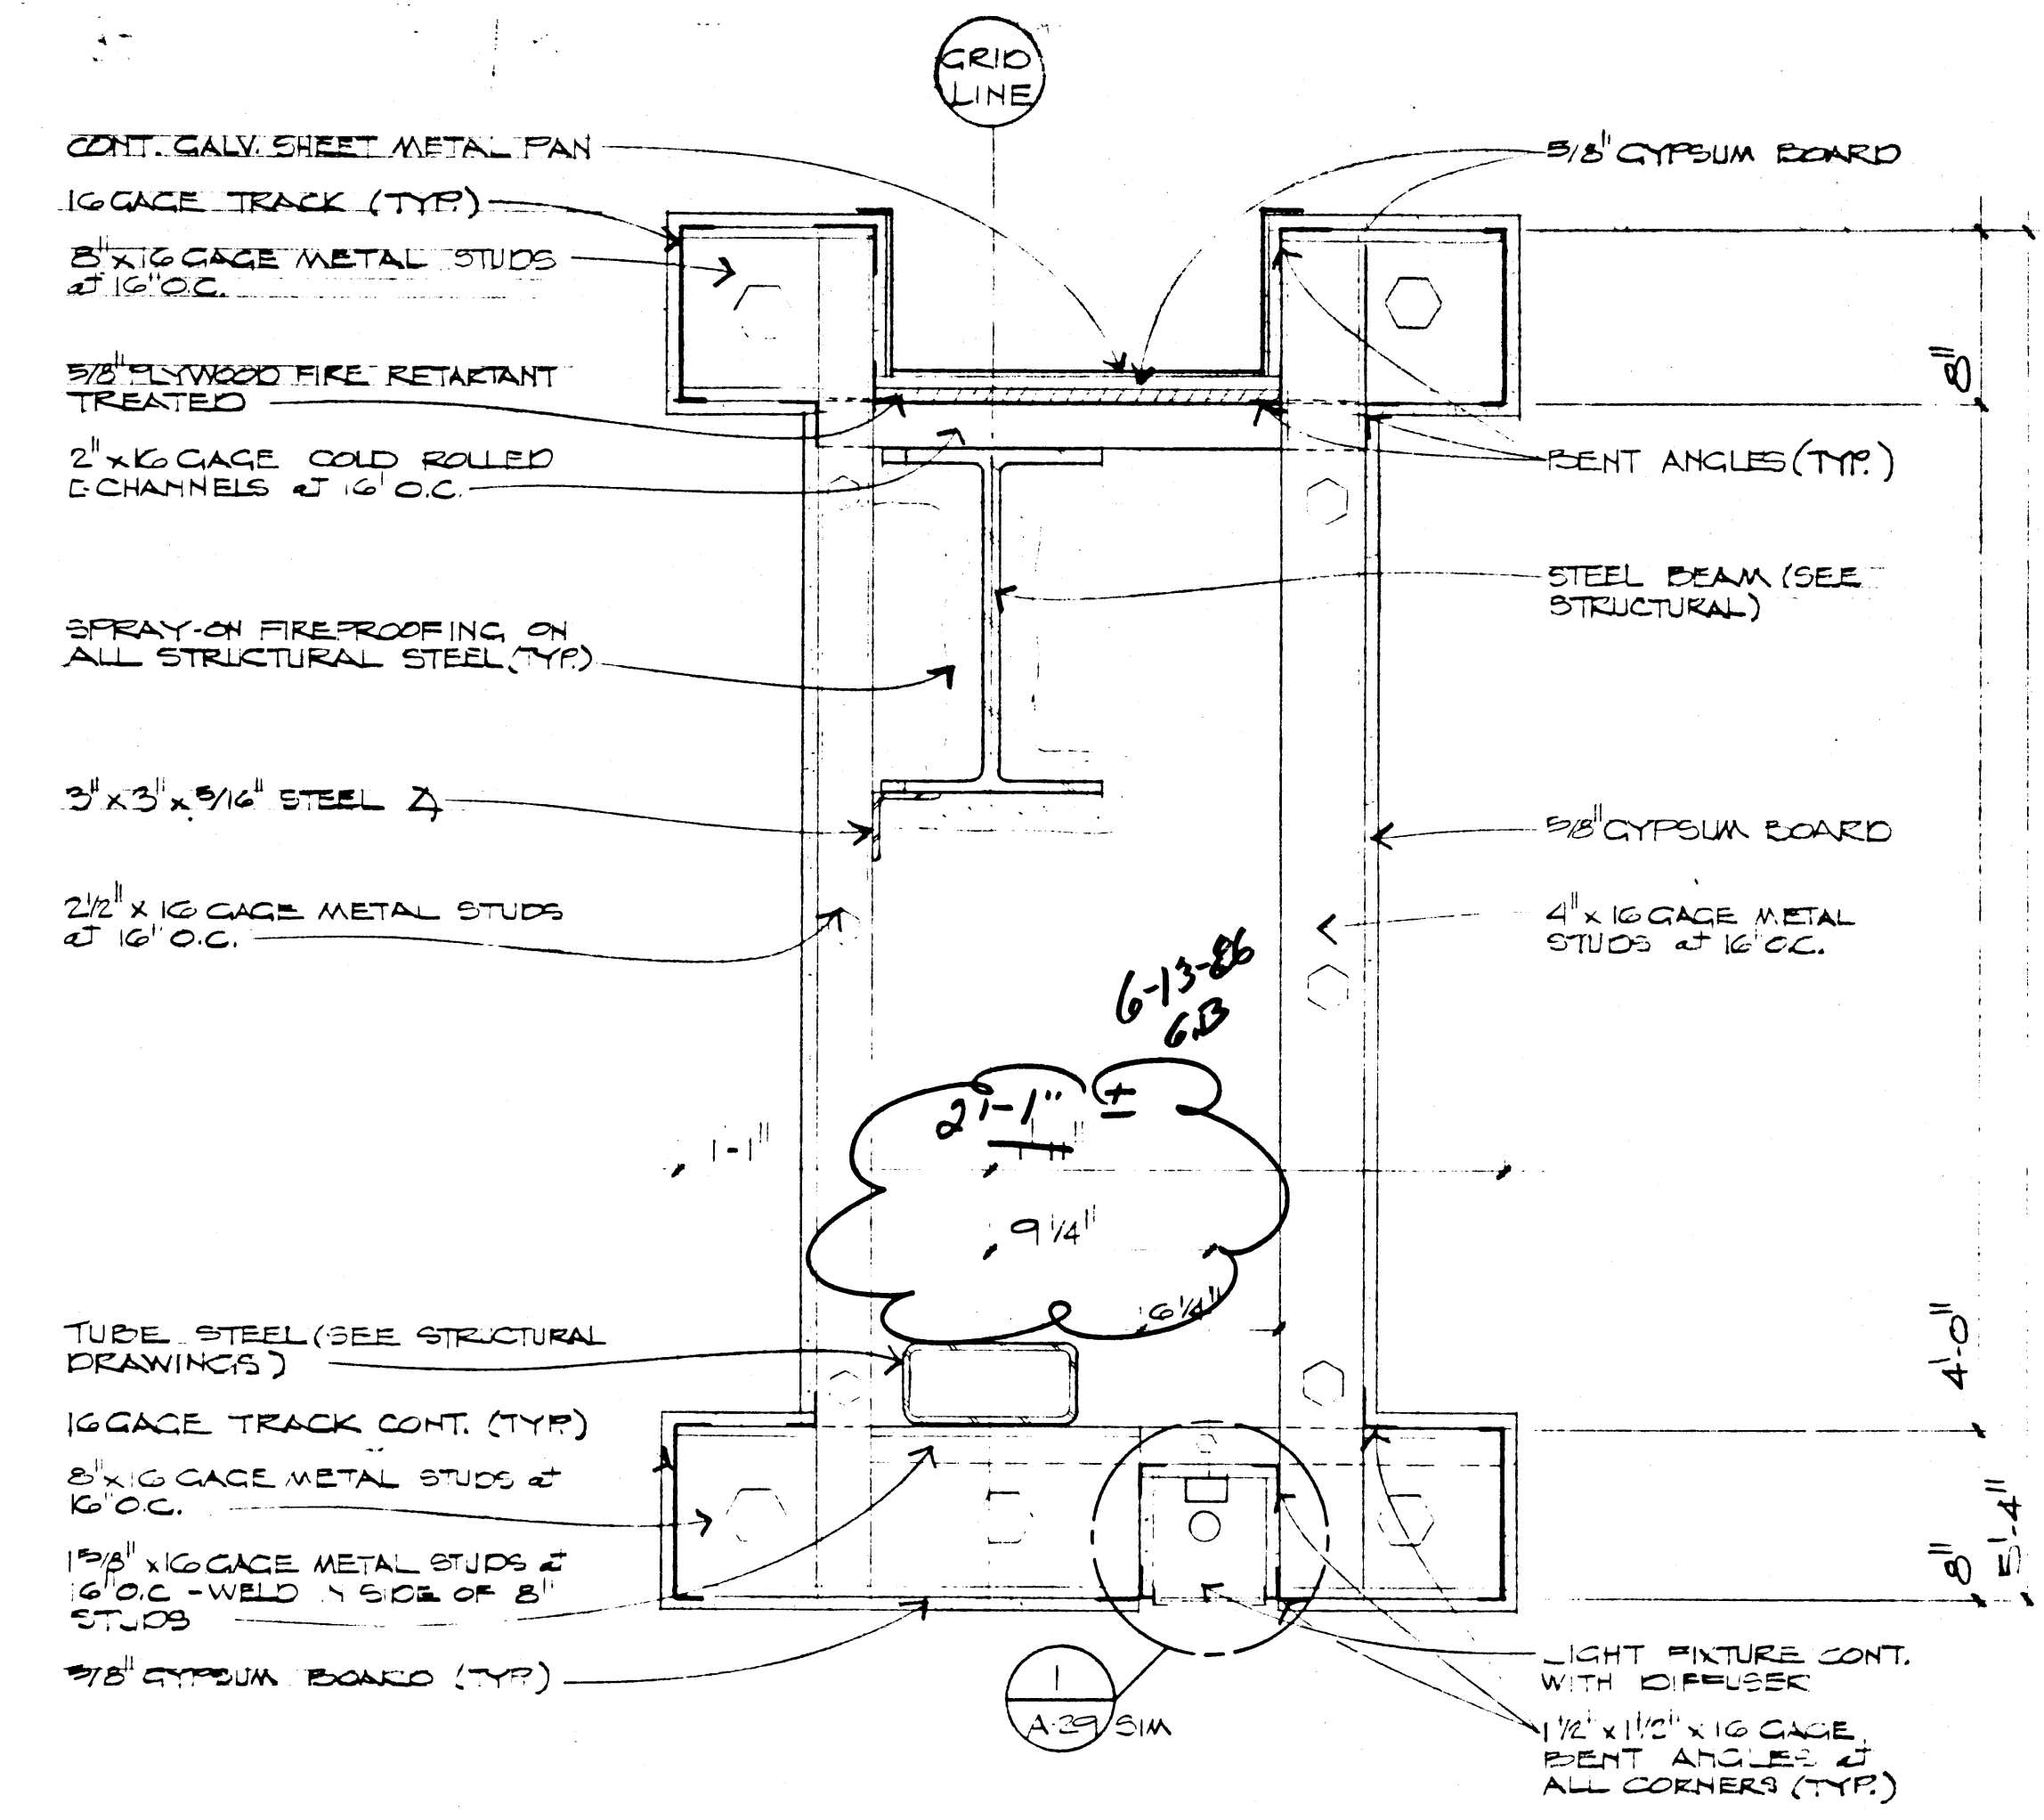 GRID
LINE
CONT. GALV. SHEET METAL PAN
16 GAGE TRACK (TYP.)
8" x 16 GAGE METAL STUDS
at 16" O.C.
5/8" PLYWOOD FIRE RETARTANT
TREATED
2" x 16 GAGE COLD ROLLED
[-CHANNELS at 16" O.C.
SPRAY-ON FIREPROOFING ON
ALL STRUCTURAL STEEL (TYP.)
3" x 3" x 5/16" STEEL
2 1/2" x 16 GAGE METAL STUDS
at 16" O.C.
TUBE STEEL (SEE STRUCTURAL
DRAWINGS)
16 GAGE TRACK CONT. (TYP.)
8" x 16 GAGE METAL STUDS at
16" O.C.
1 5/8" x 16 GAGE METAL STUDS at
16" O.C. - WELD SIDE OF 8"
STUDS
5/8" GYPSUM BOARD (TYP.)
5/8" GYPSUM BOARD
BENT ANGLES (TYP.)
STEEL BEAM (SEE
STRUCTURAL)
5/8" GYPSUM BOARD
4" x 16 GAGE METAL
STUDS at 16" O.C.
6-13-86
G.B
2'-1" ±
1-1"
9 1/4"
6 1/4"
8"
4'-0"
8"
5'-4"
1
A-29 SIM
LIGHT FIXTURE CONT.
WITH DIFFUSER
1 1/2" x 1 1/2" x 16 GAGE
BENT ANGLES at
ALL CORNERS (TYP.)